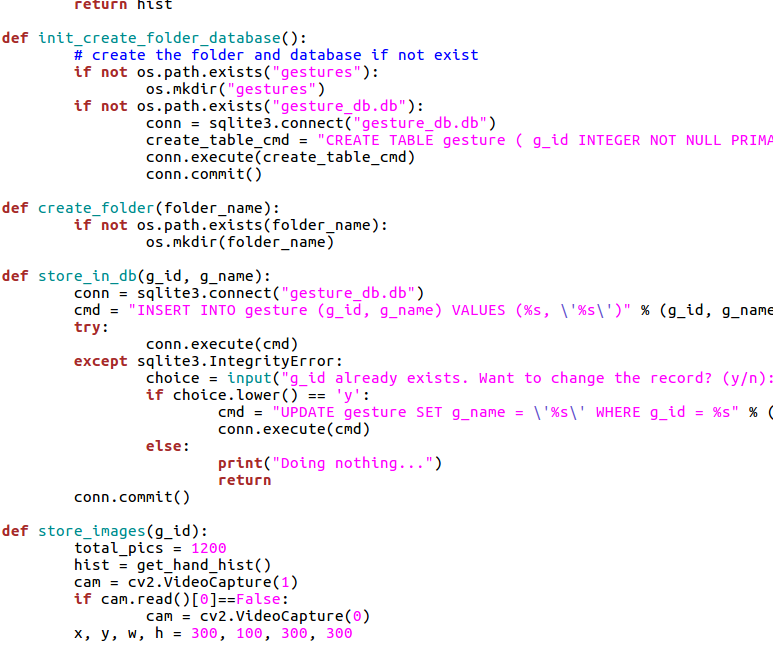 return hist
def init_create_folder_database():
# create the folder and database if not exist
if not os.path.exists("gestures"):
os.mkdir("gestures")
if not os.path.exists("gesture_db.db"):
conn = sqlite3.connect("gesture_db.db")
create_table_cmd = "CREATE TABLE gesture ( g_id INTEGER NOT NULL PRIMA
conn.execute(create_table_cmd)
conn.commit()
def create_folder(folder_name):
if not os.path.exists(folder_name):
os.mkdir(folder_name)
def store_in_db(g_id, g_name):
conn = sqlite3.connect("gesture_db.db")
cmd = "INSERT INTO gesture (g_id, g_name) VALUES (%s, \'%s\')" % (g_id, g_name
try:
conn.execute(cmd)
except sqlite3.IntegrityError:
choice = input("g_id already exists. Want to change the record? (y/n):
if choice.lower() == 'y':
cmd = "UPDATE gesture SET g_name = \'%s\' WHERE g_id = %s" % (
conn.execute(cmd)
else:
print("Doing nothing...")
return
conn.commit()
def store_images(g_id):
total_pics = 1200
hist = get_hand_hist()
cam = cv2.VideoCapture(1)
if cam.read()[0]==False:
cam = cv2.VideoCapture(0)
x, y, w, h = 300, 100, 300, 300